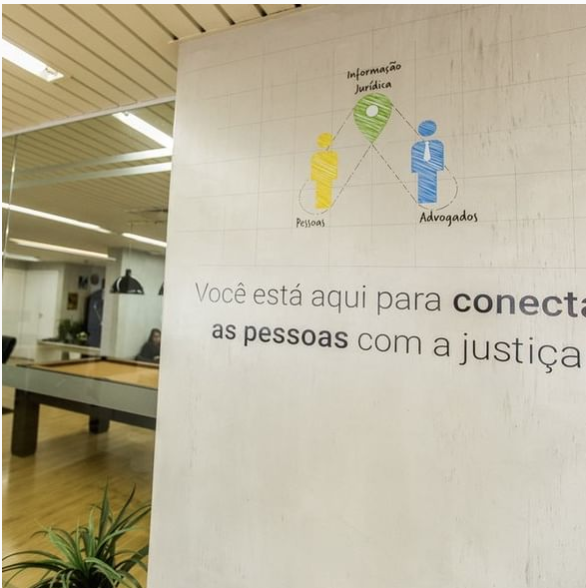 Informação
Jurídica
Pessoas
Advogados
Você está aqui para conecta
as pessoas com a justiça